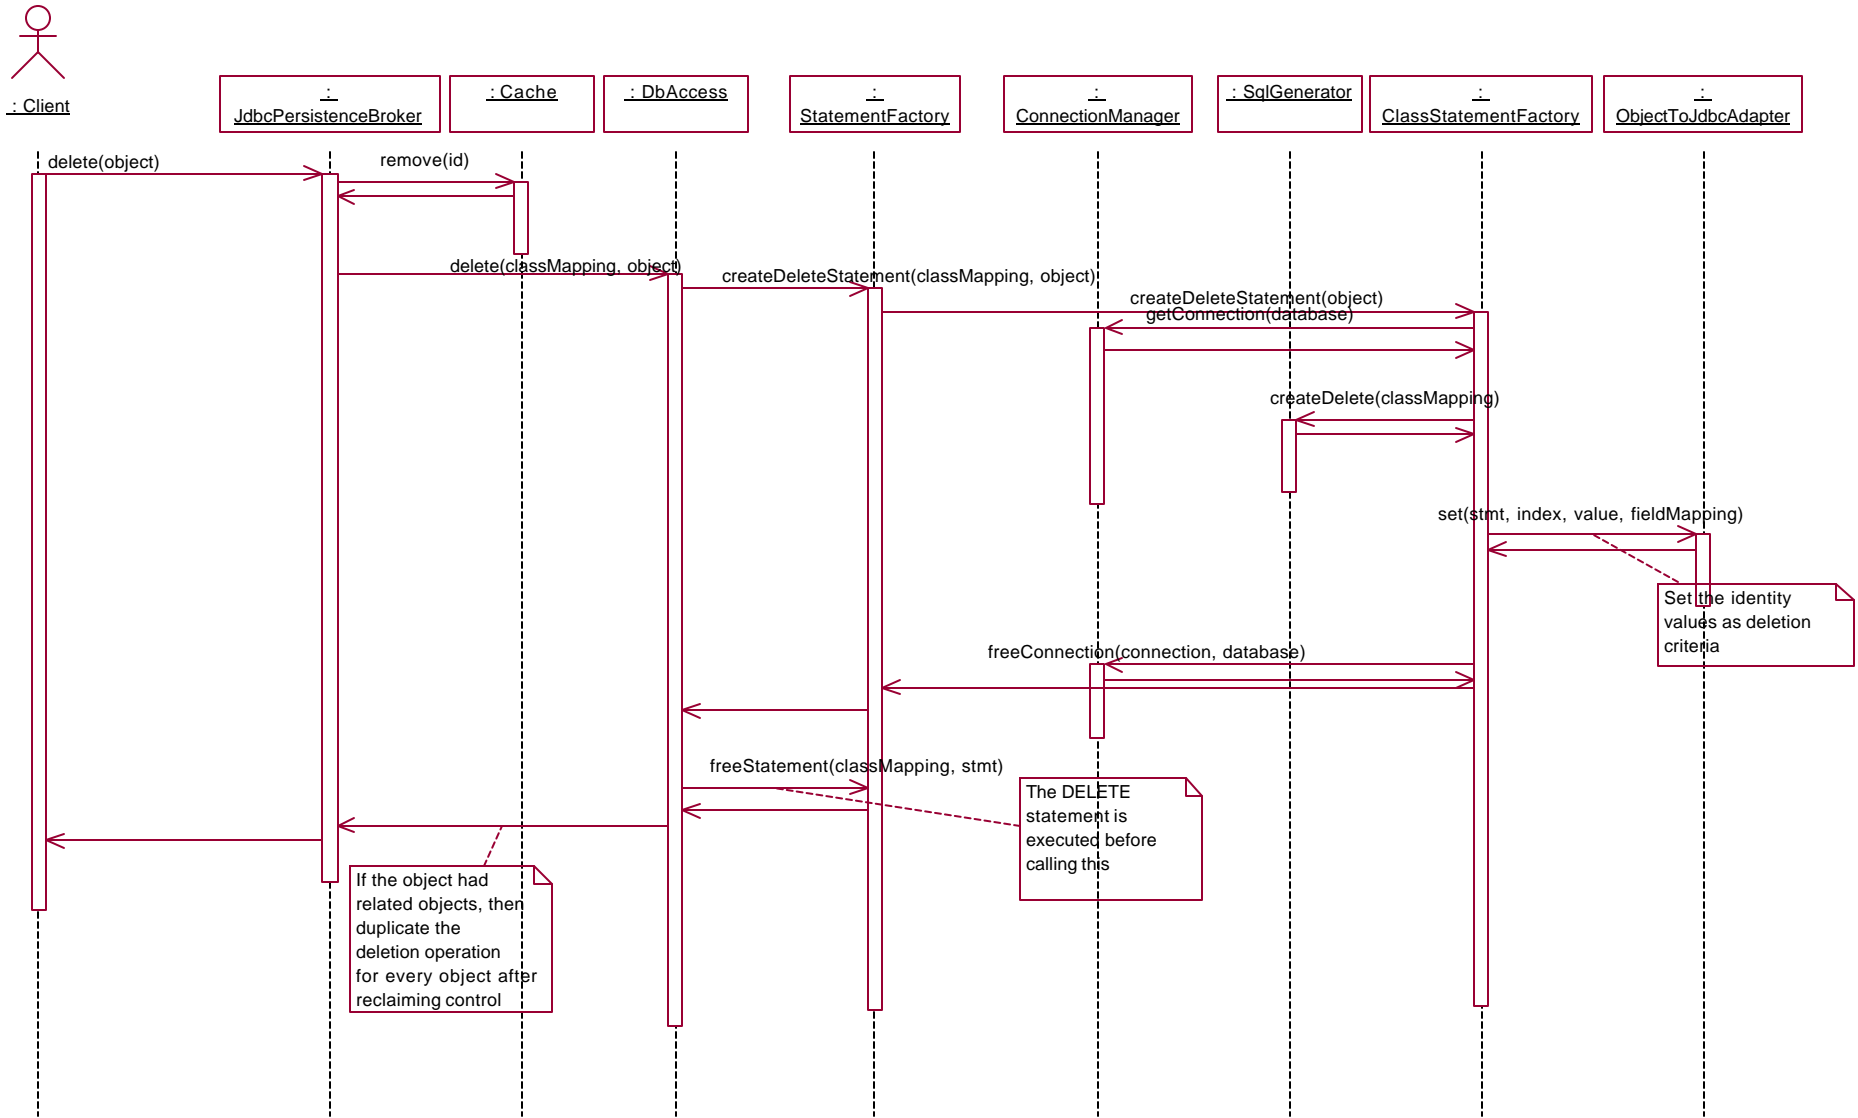 : Client
:
JdbcPersistenceBroker
: Cache
: DbAccess
:
StatementFactory
:
ConnectionManager
: SqlGenerator
:
ClassStatementFactory
:
ObjectToJdbcAdapter
delete(object)
remove(id)
delete(classMapping, object)
createDeleteStatement(classMapping, object)
createDeleteStatement(object)
getConnection(database)
createDelete(classMapping)
set(stmt, index, value, fieldMapping)
Set the identity
values as deletion
criteria
freeConnection(connection, database)
freeStatement(classMapping, stmt)
The DELETE
statement is
executed before
calling this
If the object had
related objects, then
duplicate the
deletion operation
for every object after
reclaiming control